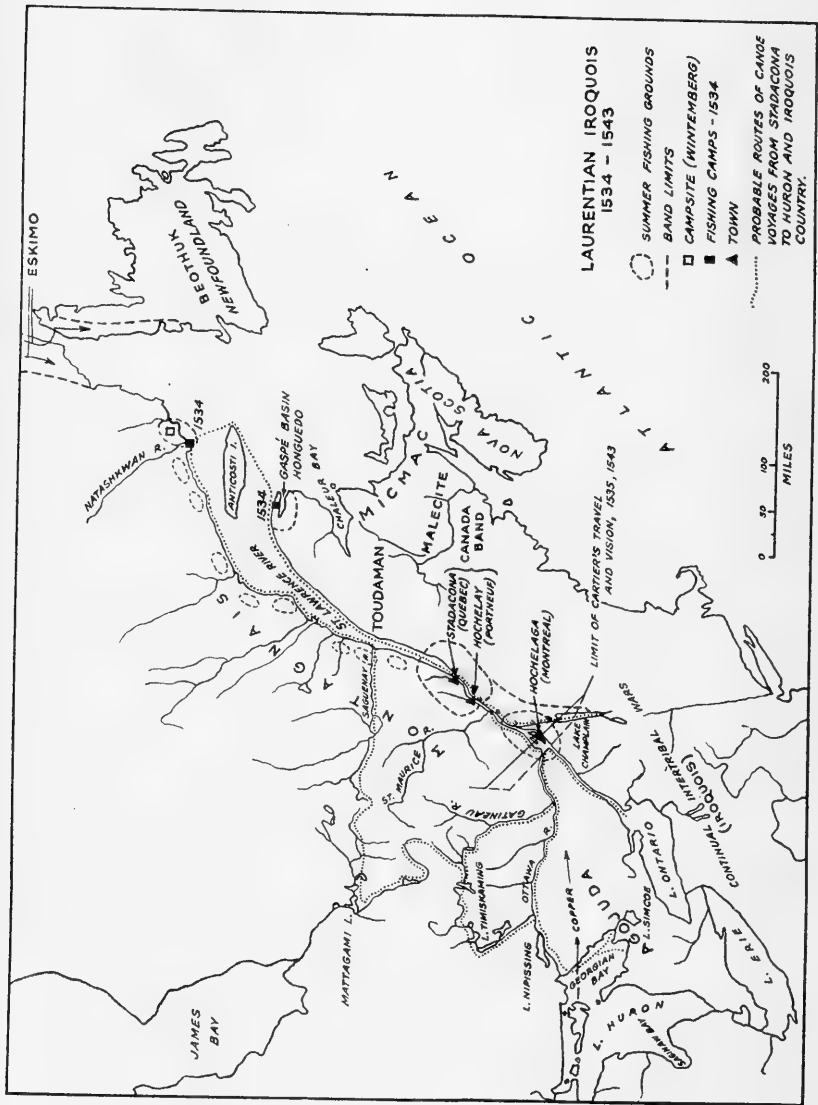 LAURENTIAN IROQUOIS
1534 – 1543
SUMMER FISHING GROUNDS
BAND LIMITS
CAMPSITE (WINTEMBERG)
FISHING CAMPS - 1534
TOWN
PROBABLE ROUTES OF CANOE
VOYAGES FROM STADACONA
TO HURON AND IROQUOIS
COUNTRY.
0 50 100 200
MILES
ESKIMO
BEOTHUK
NEWFOUNDLAND
ATLANTIC OCEAN
NATASHKWAN R.
1534
ANTICOSTI I.
1534
GASPÉ BASIN
HONGUEDO
CHALEUR BAY
MICMAC
NOVA SCOTIA
MALECITE
ST. LAWRENCE RIVER
TOUDAMAN
MONTAGNAIS
SAGUENAY R.
ST. MAURICE R.
STADACONA
(QUEBEC)
HOCHELAY
(PORTNEUF)
CANADA
BAND
HOCHELAGA
(MONTREAL)
LIMIT OF CARTIER'S TRAVEL
AND VISION, 1535, 1543
LAKE
CHAMPLAIN
CONTINUAL INTERTRIBAL WARS
(IROQUOIS)
JAMES
BAY
MATTAGAMI L.
GATINEAU R.
L. TIMISKAMING
OTTAWA R.
L. NIPISSING
COPPER
GEORGIAN
BAY
L. SIMCOE
L. ONTARIO
L. HURON
SAGINAW BAY
L. ERIE